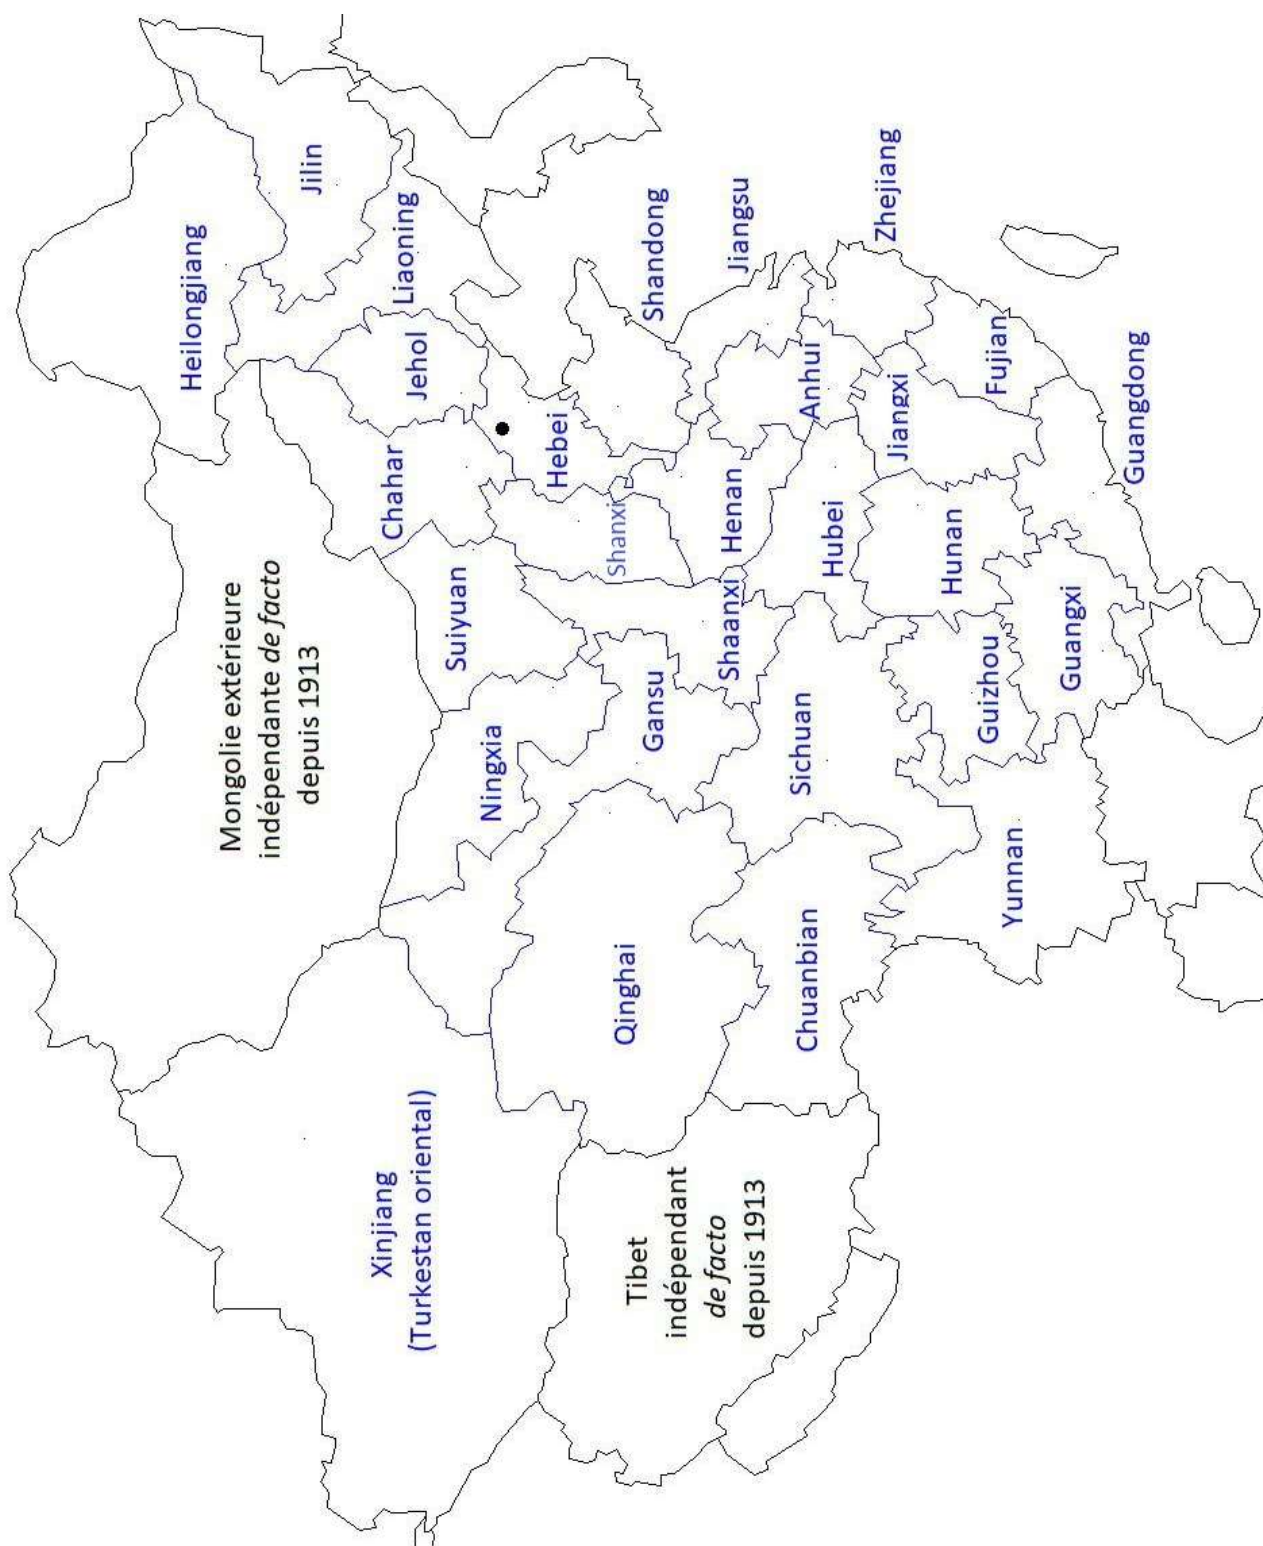 Heilongjiang
Jilin
Mongolie extérieure
indépendante de facto
depuis 1913
Liaoning
Jehol
Chahar
Suiyuan
Ningxia
Xinjiang
(Turkestan oriental)
Hebei
Shanxi
Shandong
Gansu
Qinghai
Tibet
indépendant
de facto
depuis 1913
Jiangsu
Henan
Shaanxi
Anhui
Hubei
Sichuan
Chuanbian
Zhejiang
Jiangxi
Hunan
Guizhou
Yunnan
Fujian
Guangxi
Guangdong